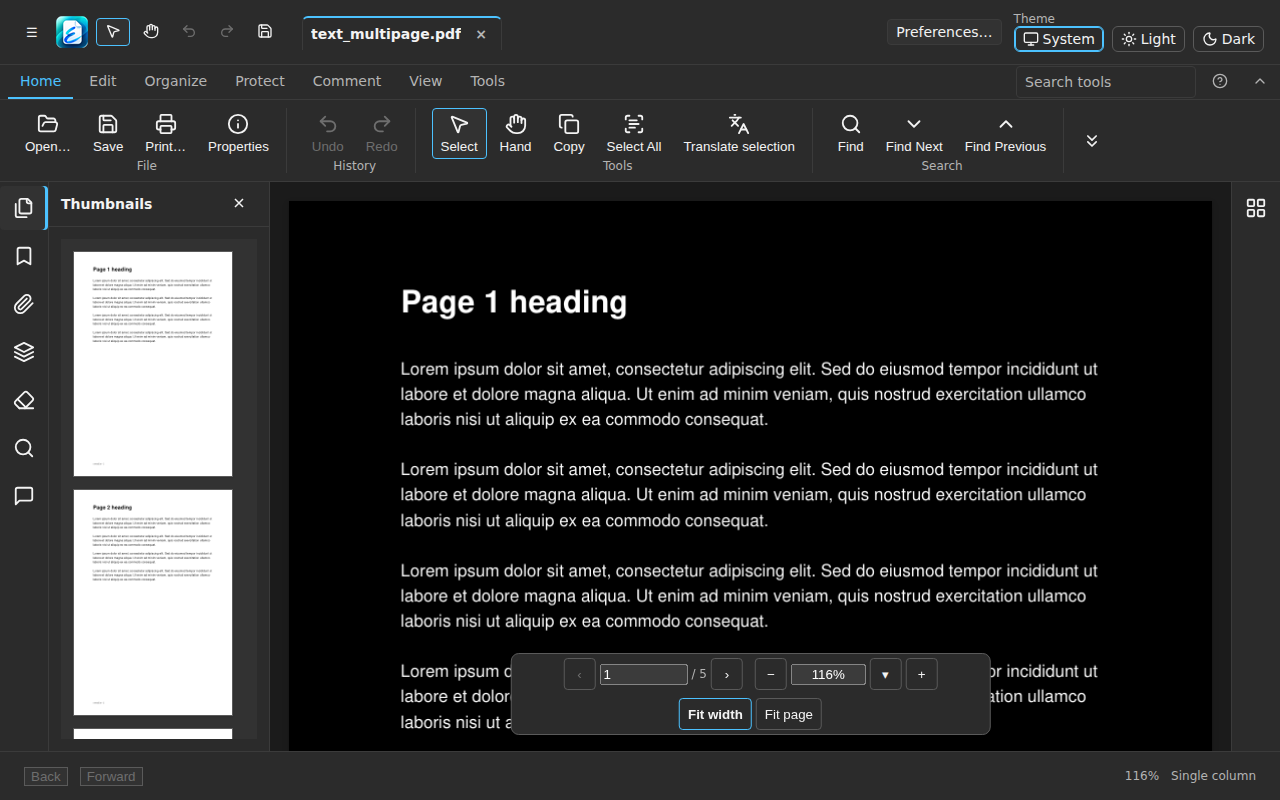 text_multipage.pdf ×
Preferences…
Theme
System Light Dark
Home Edit Organize Protect Comment View Tools
Search tools
Open… Save Print… Properties
File
Undo Redo
History
Select Hand Copy Select All Translate selection
Tools
Find Find Next Find Previous
Search
Thumbnails ×
Page 1 heading
Page 2 heading
Page 1 heading
Lorem ipsum dolor sit amet, consectetur adipiscing elit. Sed do eiusmod tempor incididunt ut
labore et dolore magna aliqua. Ut enim ad minim veniam, quis nostrud exercitation ullamco
laboris nisi ut aliquip ex ea commodo consequat.
Lorem ipsum dolor sit amet, consectetur adipiscing elit. Sed do eiusmod tempor incididunt ut
labore et dolore magna aliqua. Ut enim ad minim veniam, quis nostrud exercitation ullamco
laboris nisi ut aliquip ex ea commodo consequat.
Lorem ipsum dolor sit amet, consectetur adipiscing elit. Sed do eiusmod tempor incididunt ut
labore et dolore magna aliqua. Ut enim ad minim veniam, quis nostrud exercitation ullamco
laboris nisi ut aliquip ex ea commodo consequat.
Lorem ipsum d or incididunt ut
labore et dolor ation ullamco
laboris nisi ut a
‹ 1 / 5 › − 116% ▾ +
Fit width Fit page
Back Forward
116% Single column